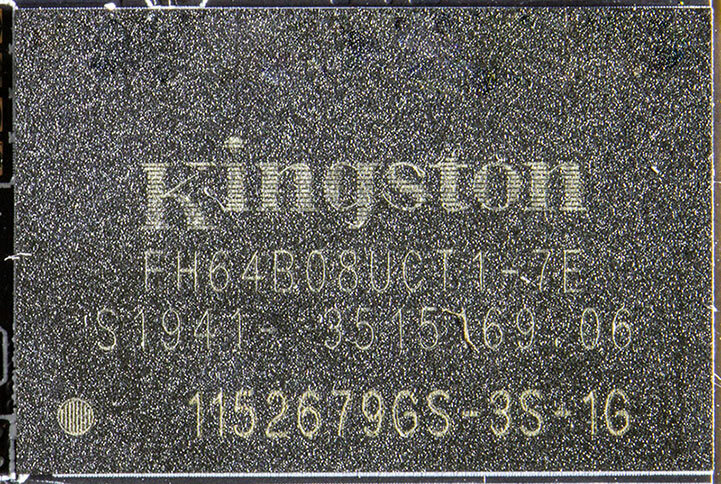 Kingston
FH64B08UCT1-7E
S1941- 3515169.06
1152679GS-3S-1G